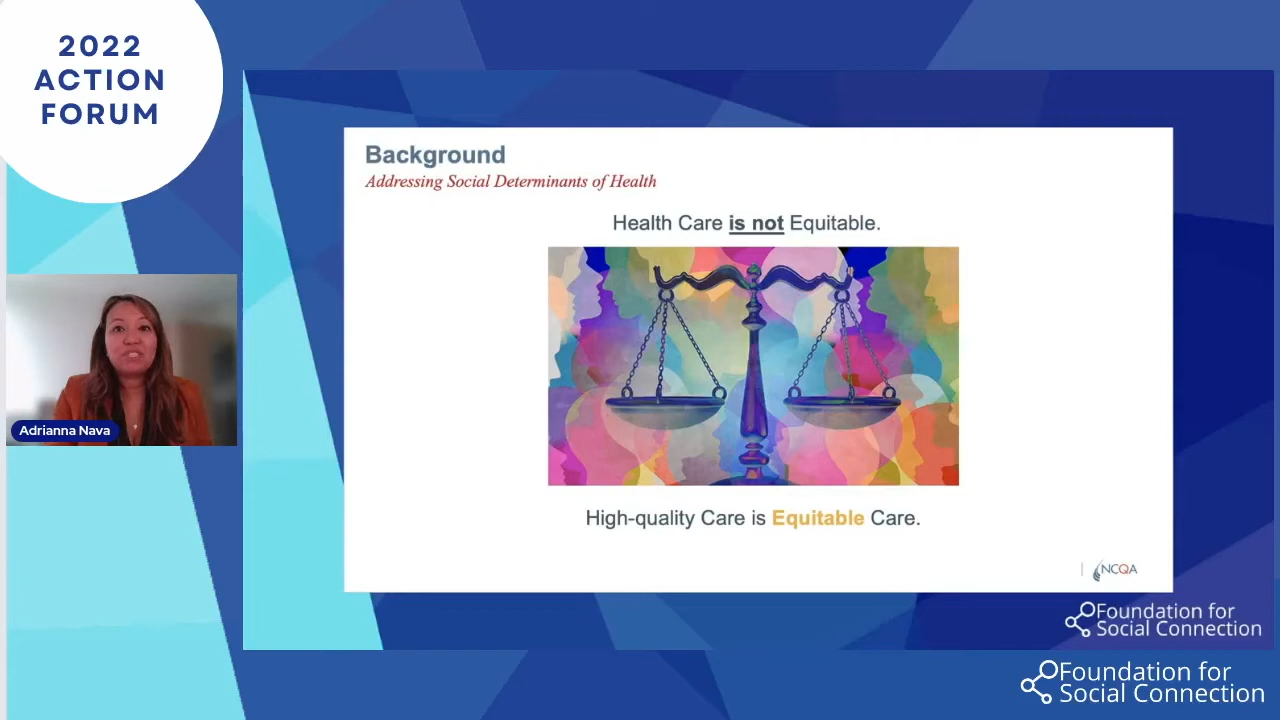 2022
ACTION
FORUM
Background
Addressing Social Determinants of Health
Health Care is not Equitable.
High-quality Care is Equitable Care.
NCQA
Adrianna Nava
Foundation for
Social Connection
Foundation for
Social Connection